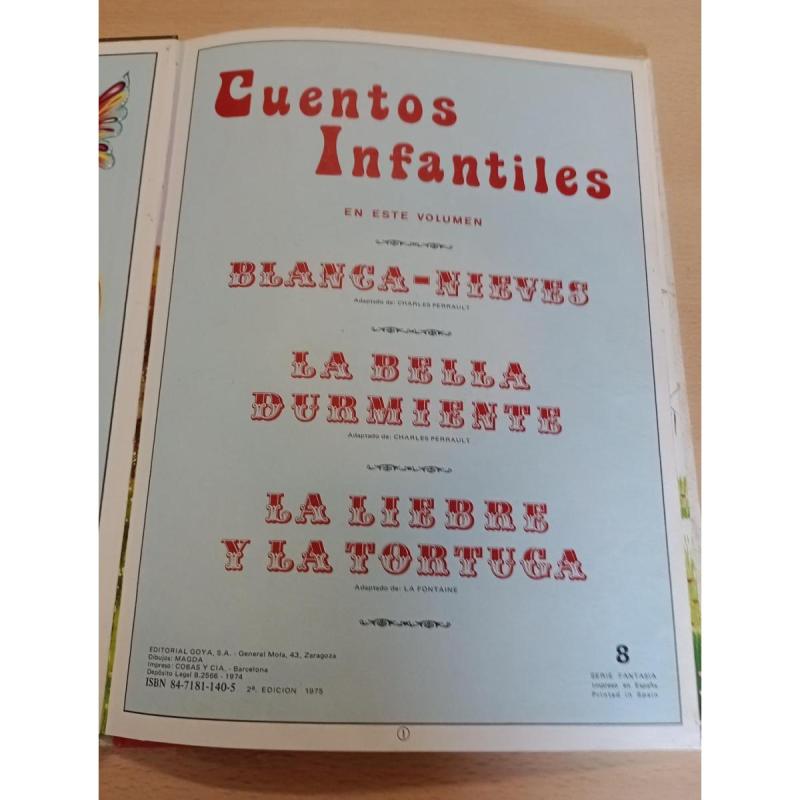 Cuentos
Infantiles
EN ESTE VOLUMEN
BLANCA-NIEVES
Adaptado de: CHARLES PERRAULT
LA BELLA
DURMIENTE
Adaptado de: CHARLES PERRAULT
LA LIEBRE
Y LA TORTUGA
Adaptado de: LA FONTAINE
EDITORIAL GOYA, S.A. - General Mola, 43, Zaragoza
Dibujos: MAGDA
Impreso: COBAS Y CIA. - Barcelona
Depósito Legal B.2566 - 1974
ISBN 84-7181-140-5 2ª. EDICION 1975
8
SERIE FANTASIA
Impreso en España
Printed in Spain
1